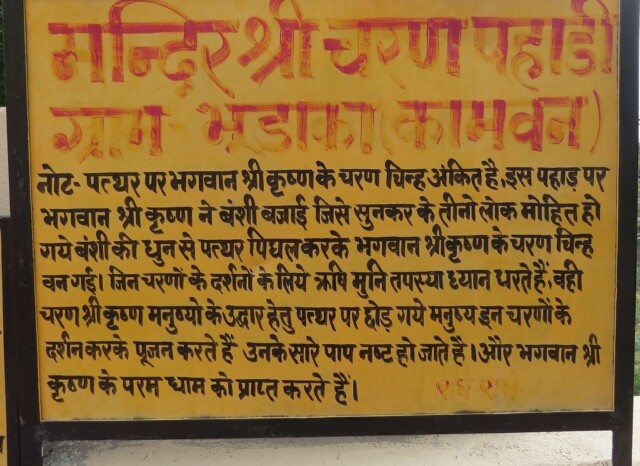 मन्दिर श्री चरण पहाडी
ग्राम - भडाका (कामवन)
नोट- पत्थर पर भगवान श्री कृष्ण के चरण चिन्ह अंकित है, इस पहाड़ पर
भगवान श्री कृष्ण ने बंशी बजाई जिसे सुनकर के तीनो लोक मोहित हो
गये बंशी की धुन से पत्थर पिघल करके भगवान श्रीकृष्ण के चरण चिन्ह
वन गई। जिन चरणों के दर्शनों के लिये ऋषि मुनि तपस्या ध्यान धरते हैं, वही
चरण श्री कृष्ण मनुष्यो के उद्वार हेतु पत्थर पर छोड़ गये मनुष्य इन चरणों के
दर्शन करके पूजन करते हैं उनके सारे पाप नष्ट हो जाते है। और भगवान श्री
कृष्ण के परम धाम को प्राप्त करते हैं।